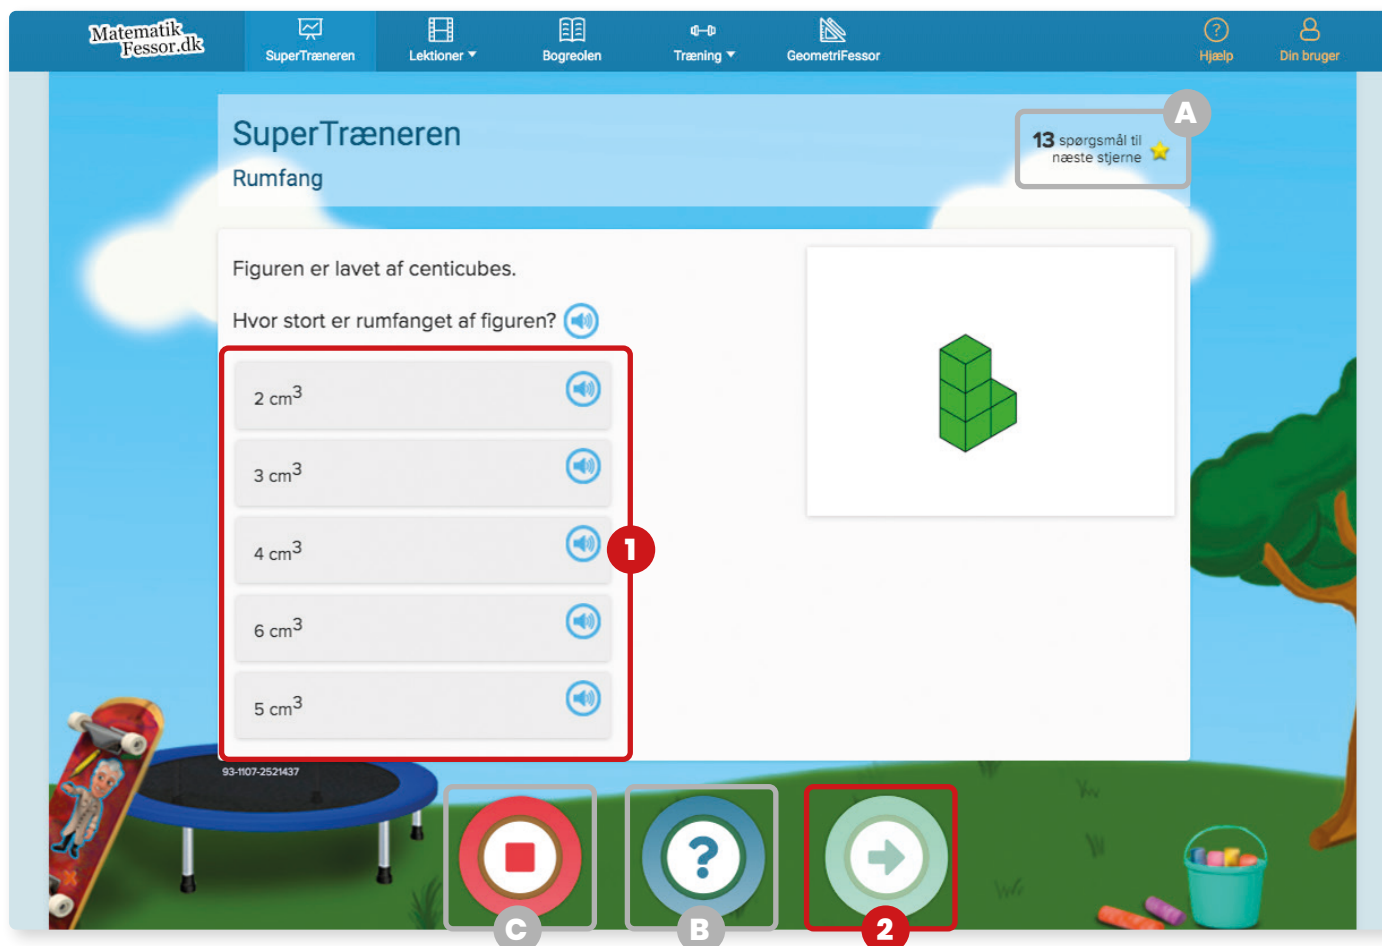 Matematik
Fessor.dk
SuperTræneren
Lektioner
Bogreolen
Træning
GeometriFessor
Hjælp
Din bruger
SuperTræneren
Rumfang
13 spørgsmål til
næste stjerne
A
Figuren er lavet af centicubes.
Hvor stort er rumfanget af figuren?
2 cm³
3 cm³
4 cm³
6 cm³
5 cm³
1
93-1107-2521437
?
C
B
2